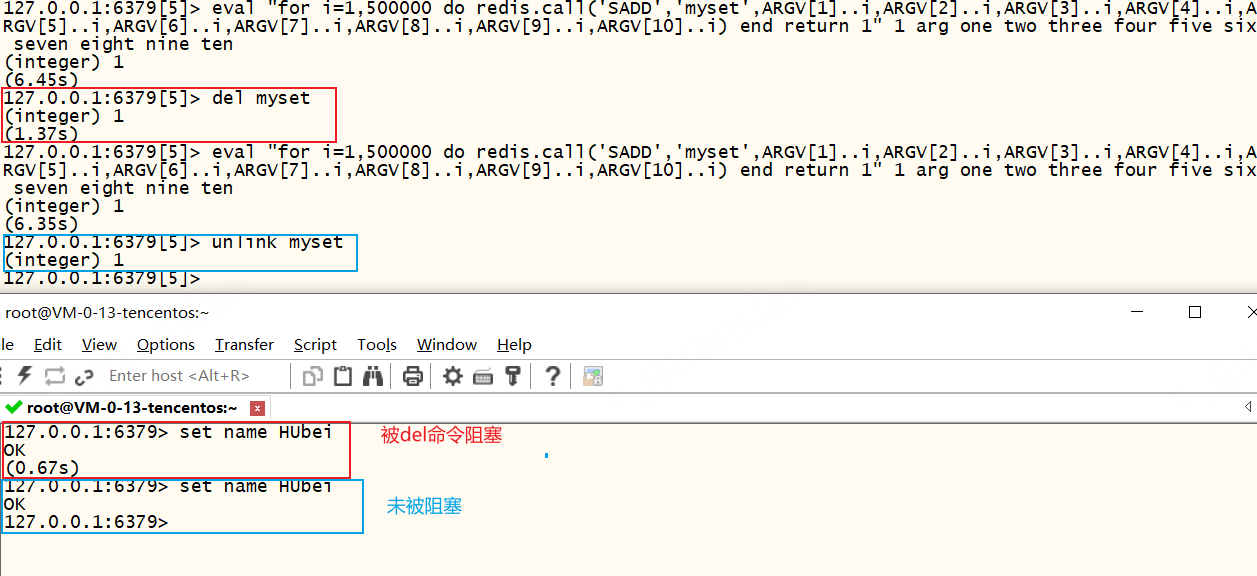 127.0.0.1:6379[5]> eval "for i=1,500000 do redis.call('SADD','myset',ARGV[1]..i,ARGV[2]..i,ARGV[3]..i,ARGV[4]..i,A
RGV[5]..i,ARGV[6]..i,ARGV[7]..i,ARGV[8]..i,ARGV[9]..i,ARGV[10]..i) end return 1" 1 arg one two three four five six
seven eight nine ten
(integer) 1
(6.45s)
127.0.0.1:6379[5]> del myset
(integer) 1
(1.37s)
127.0.0.1:6379[5]> eval "for i=1,500000 do redis.call('SADD','myset',ARGV[1]..i,ARGV[2]..i,ARGV[3]..i,ARGV[4]..i,A
RGV[5]..i,ARGV[6]..i,ARGV[7]..i,ARGV[8]..i,ARGV[9]..i,ARGV[10]..i) end return 1" 1 arg one two three four five six
seven eight nine ten
(integer) 1
(6.35s)
127.0.0.1:6379[5]> unlink myset
(integer) 1
127.0.0.1:6379[5]>
root@VM-0-13-tencentos:~
le Edit View Options Transfer Script Tools Window Help
Enter host <Alt+R>
root@VM-0-13-tencentos:~
127.0.0.1:6379> set name HUbei 被del命令阻塞
OK
(0.67s)
127.0.0.1:6379> set name HUbei
OK 未被阻塞
127.0.0.1:6379>